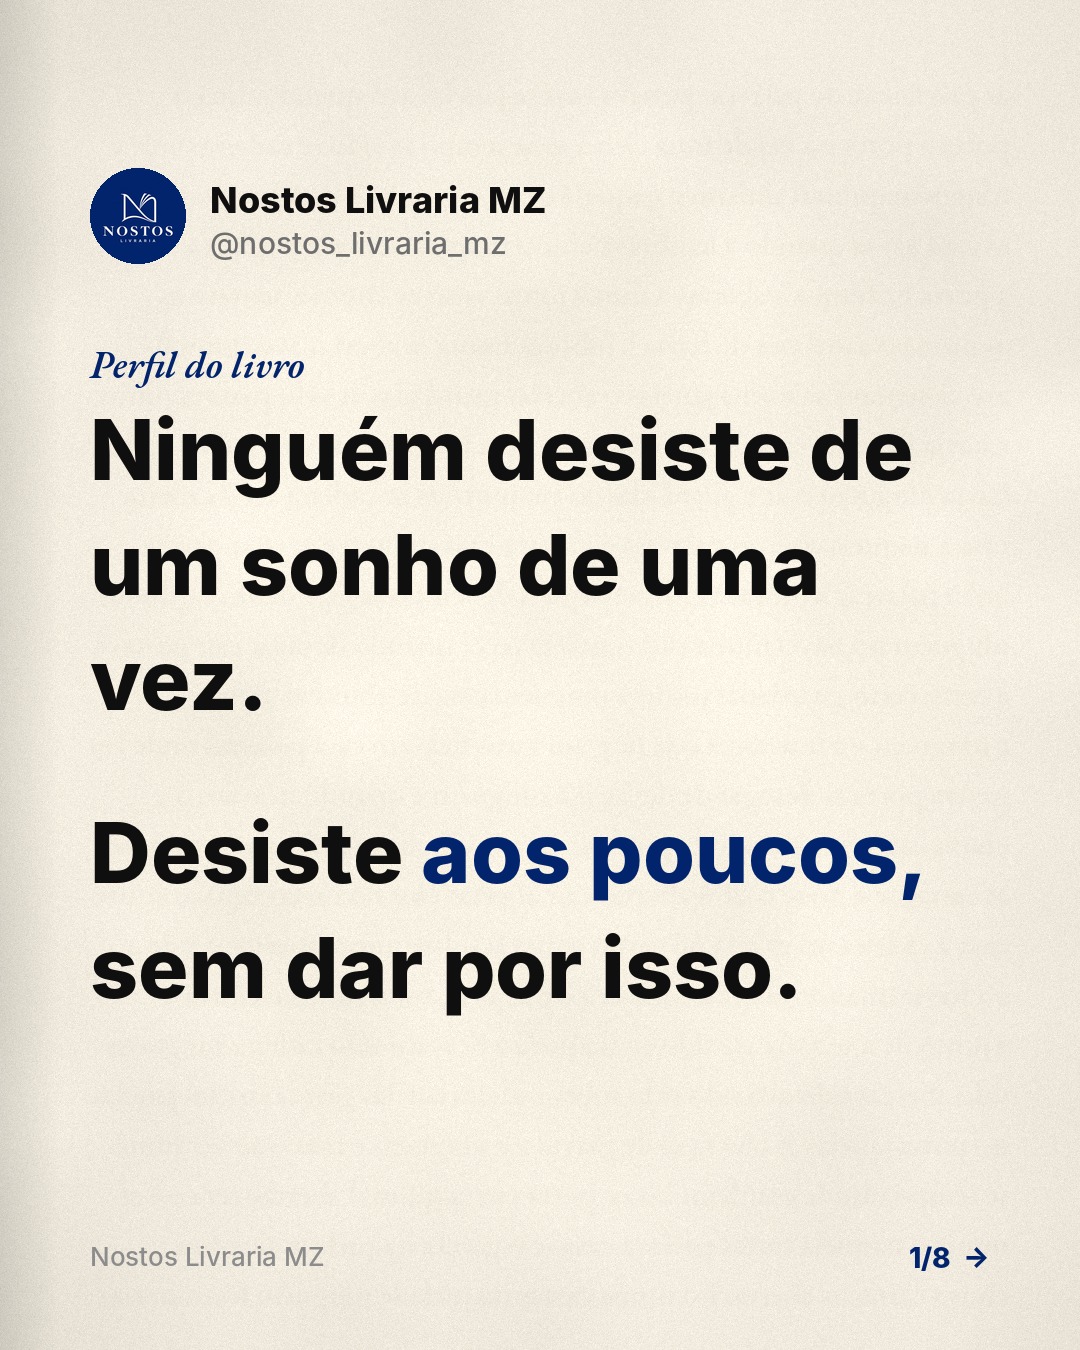 NOSTOS
LIVRARIA
Nostos Livraria MZ
@nostos_livraria_mz
Perfil do livro
Ninguém desiste de
um sonho de uma
vez.
Desiste aos poucos,
sem dar por isso.
Nostos Livraria MZ
1/8 →